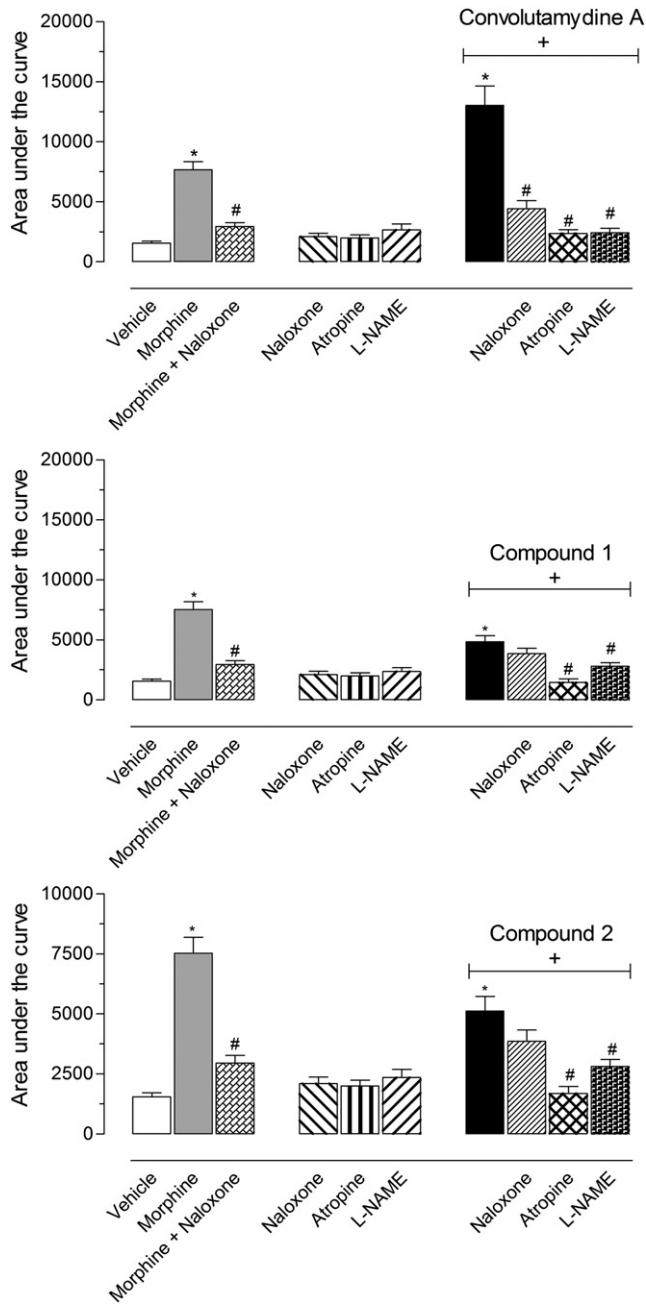 Convolutamydine A
+
Area under the curve
20000
15000
10000
5000
0
*
#
*
#
#
#
Vehicle
Morphine
Morphine + Naloxone
Naloxone
Atropine
L-NAME
Naloxone
Atropine
L-NAME
Compound 1
+
Area under the curve
20000
15000
10000
5000
0
*
#
*
#
#
Vehicle
Morphine
Morphine + Naloxone
Naloxone
Atropine
L-NAME
Naloxone
Atropine
L-NAME
Compound 2
+
Area under the curve
10000
7500
5000
2500
0
*
#
*
#
#
Vehicle
Morphine
Morphine + Naloxone
Naloxone
Atropine
L-NAME
Naloxone
Atropine
L-NAME